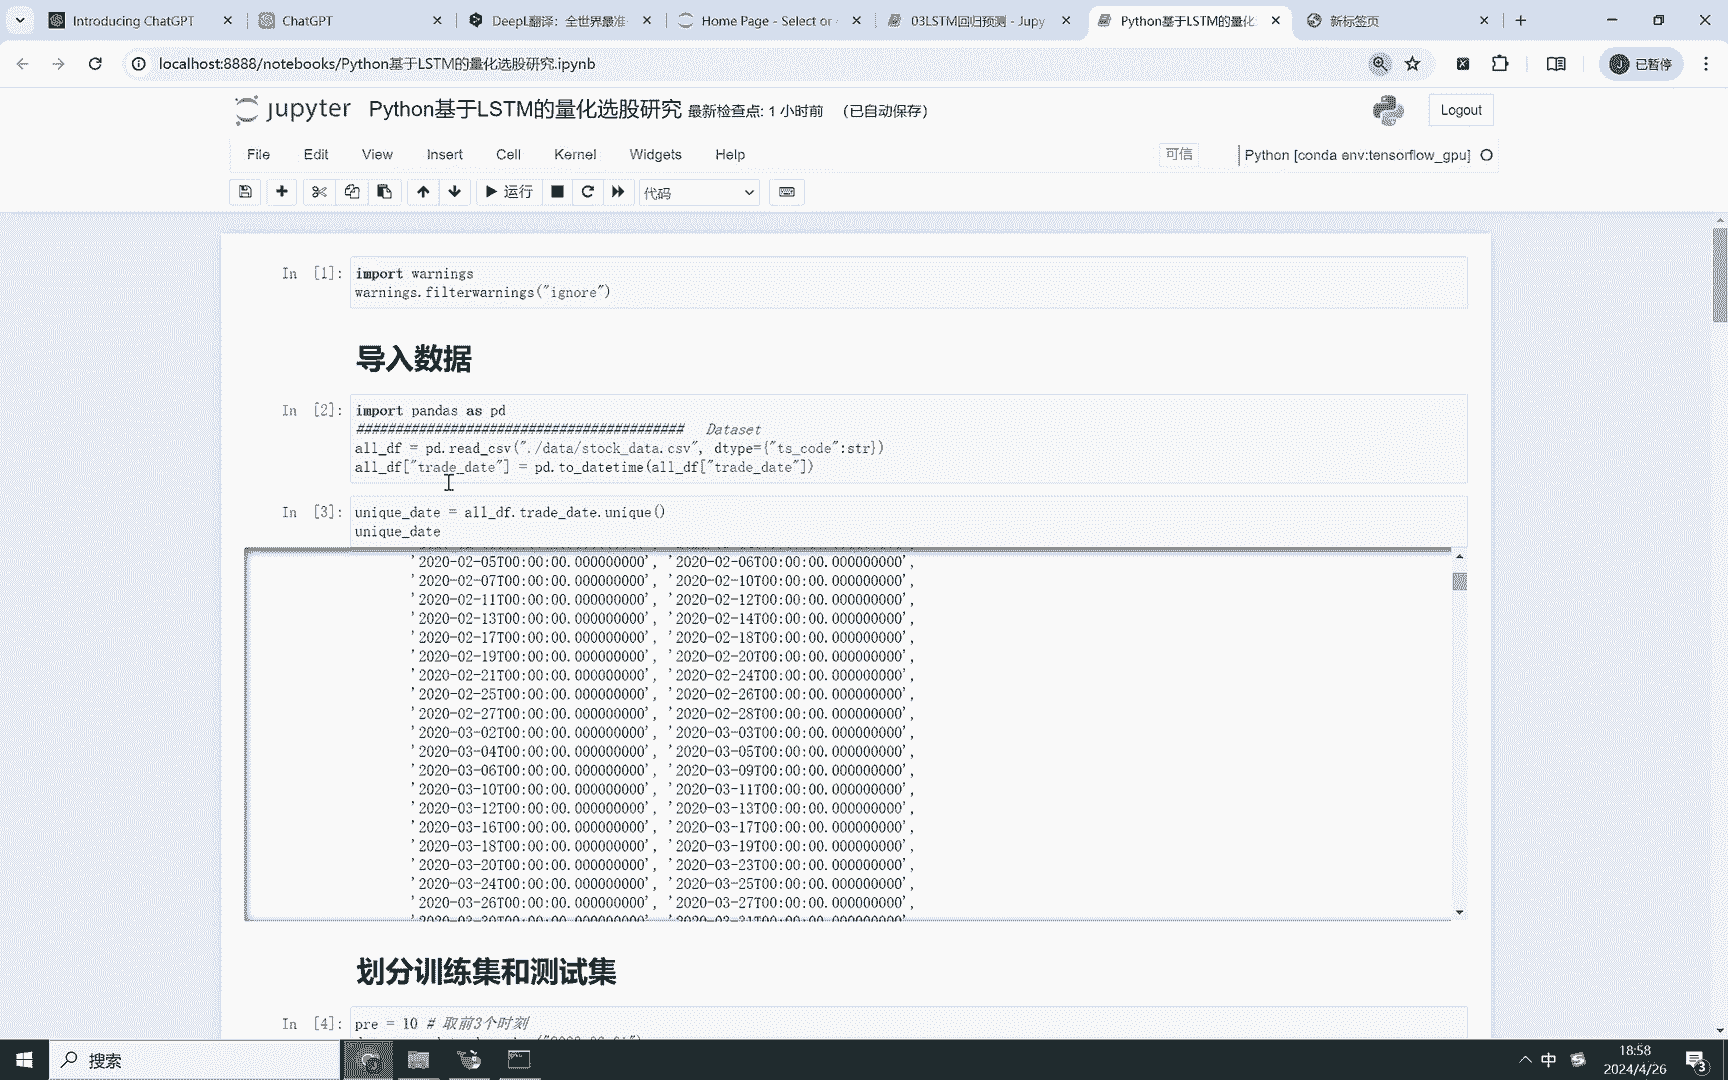 Introducing ChatGPT
ChatGPT
DeepL翻译：全世界最准
Home Page - Select or
03LSTM回归预测 - Jupy
Python基于LSTM的量化
新标签页
localhost:8888/notebooks/Python基于LSTM的量化选股研究.ipynb
已暂停
jupyter Python基于LSTM的量化选股研究 最新检查点: 1 小时前 (已自动保存)
Logout
File Edit View Insert Cell Kernel Widgets Help
可信
Python [conda env:tensorflow_gpu]
运行
代码
In [1]: import warnings
warnings.filterwarnings("ignore")
导入数据
In [2]: import pandas as pd
########################################## Dataset
all_df = pd.read_csv("./data/stock_data.csv", dtype={"ts_code":str})
all_df["trade_date"] = pd.to_datetime(all_df["trade_date"])
In [3]: unique_date = all_df.trade_date.unique()
unique_date
'2020-02-05T00:00:00.000000000', '2020-02-06T00:00:00.000000000',
'2020-02-07T00:00:00.000000000', '2020-02-10T00:00:00.000000000',
'2020-02-11T00:00:00.000000000', '2020-02-12T00:00:00.000000000',
'2020-02-13T00:00:00.000000000', '2020-02-14T00:00:00.000000000',
'2020-02-17T00:00:00.000000000', '2020-02-18T00:00:00.000000000',
'2020-02-19T00:00:00.000000000', '2020-02-20T00:00:00.000000000',
'2020-02-21T00:00:00.000000000', '2020-02-24T00:00:00.000000000',
'2020-02-25T00:00:00.000000000', '2020-02-26T00:00:00.000000000',
'2020-02-27T00:00:00.000000000', '2020-02-28T00:00:00.000000000',
'2020-03-02T00:00:00.000000000', '2020-03-03T00:00:00.000000000',
'2020-03-04T00:00:00.000000000', '2020-03-05T00:00:00.000000000',
'2020-03-06T00:00:00.000000000', '2020-03-09T00:00:00.000000000',
'2020-03-10T00:00:00.000000000', '2020-03-11T00:00:00.000000000',
'2020-03-12T00:00:00.000000000', '2020-03-13T00:00:00.000000000',
'2020-03-16T00:00:00.000000000', '2020-03-17T00:00:00.000000000',
'2020-03-18T00:00:00.000000000', '2020-03-19T00:00:00.000000000',
'2020-03-20T00:00:00.000000000', '2020-03-23T00:00:00.000000000',
'2020-03-24T00:00:00.000000000', '2020-03-25T00:00:00.000000000',
'2020-03-26T00:00:00.000000000', '2020-03-27T00:00:00.000000000',
划分训练集和测试集
In [4]: pre = 10 # 取前3个时刻
搜索
中
18:58
2024/4/26
3